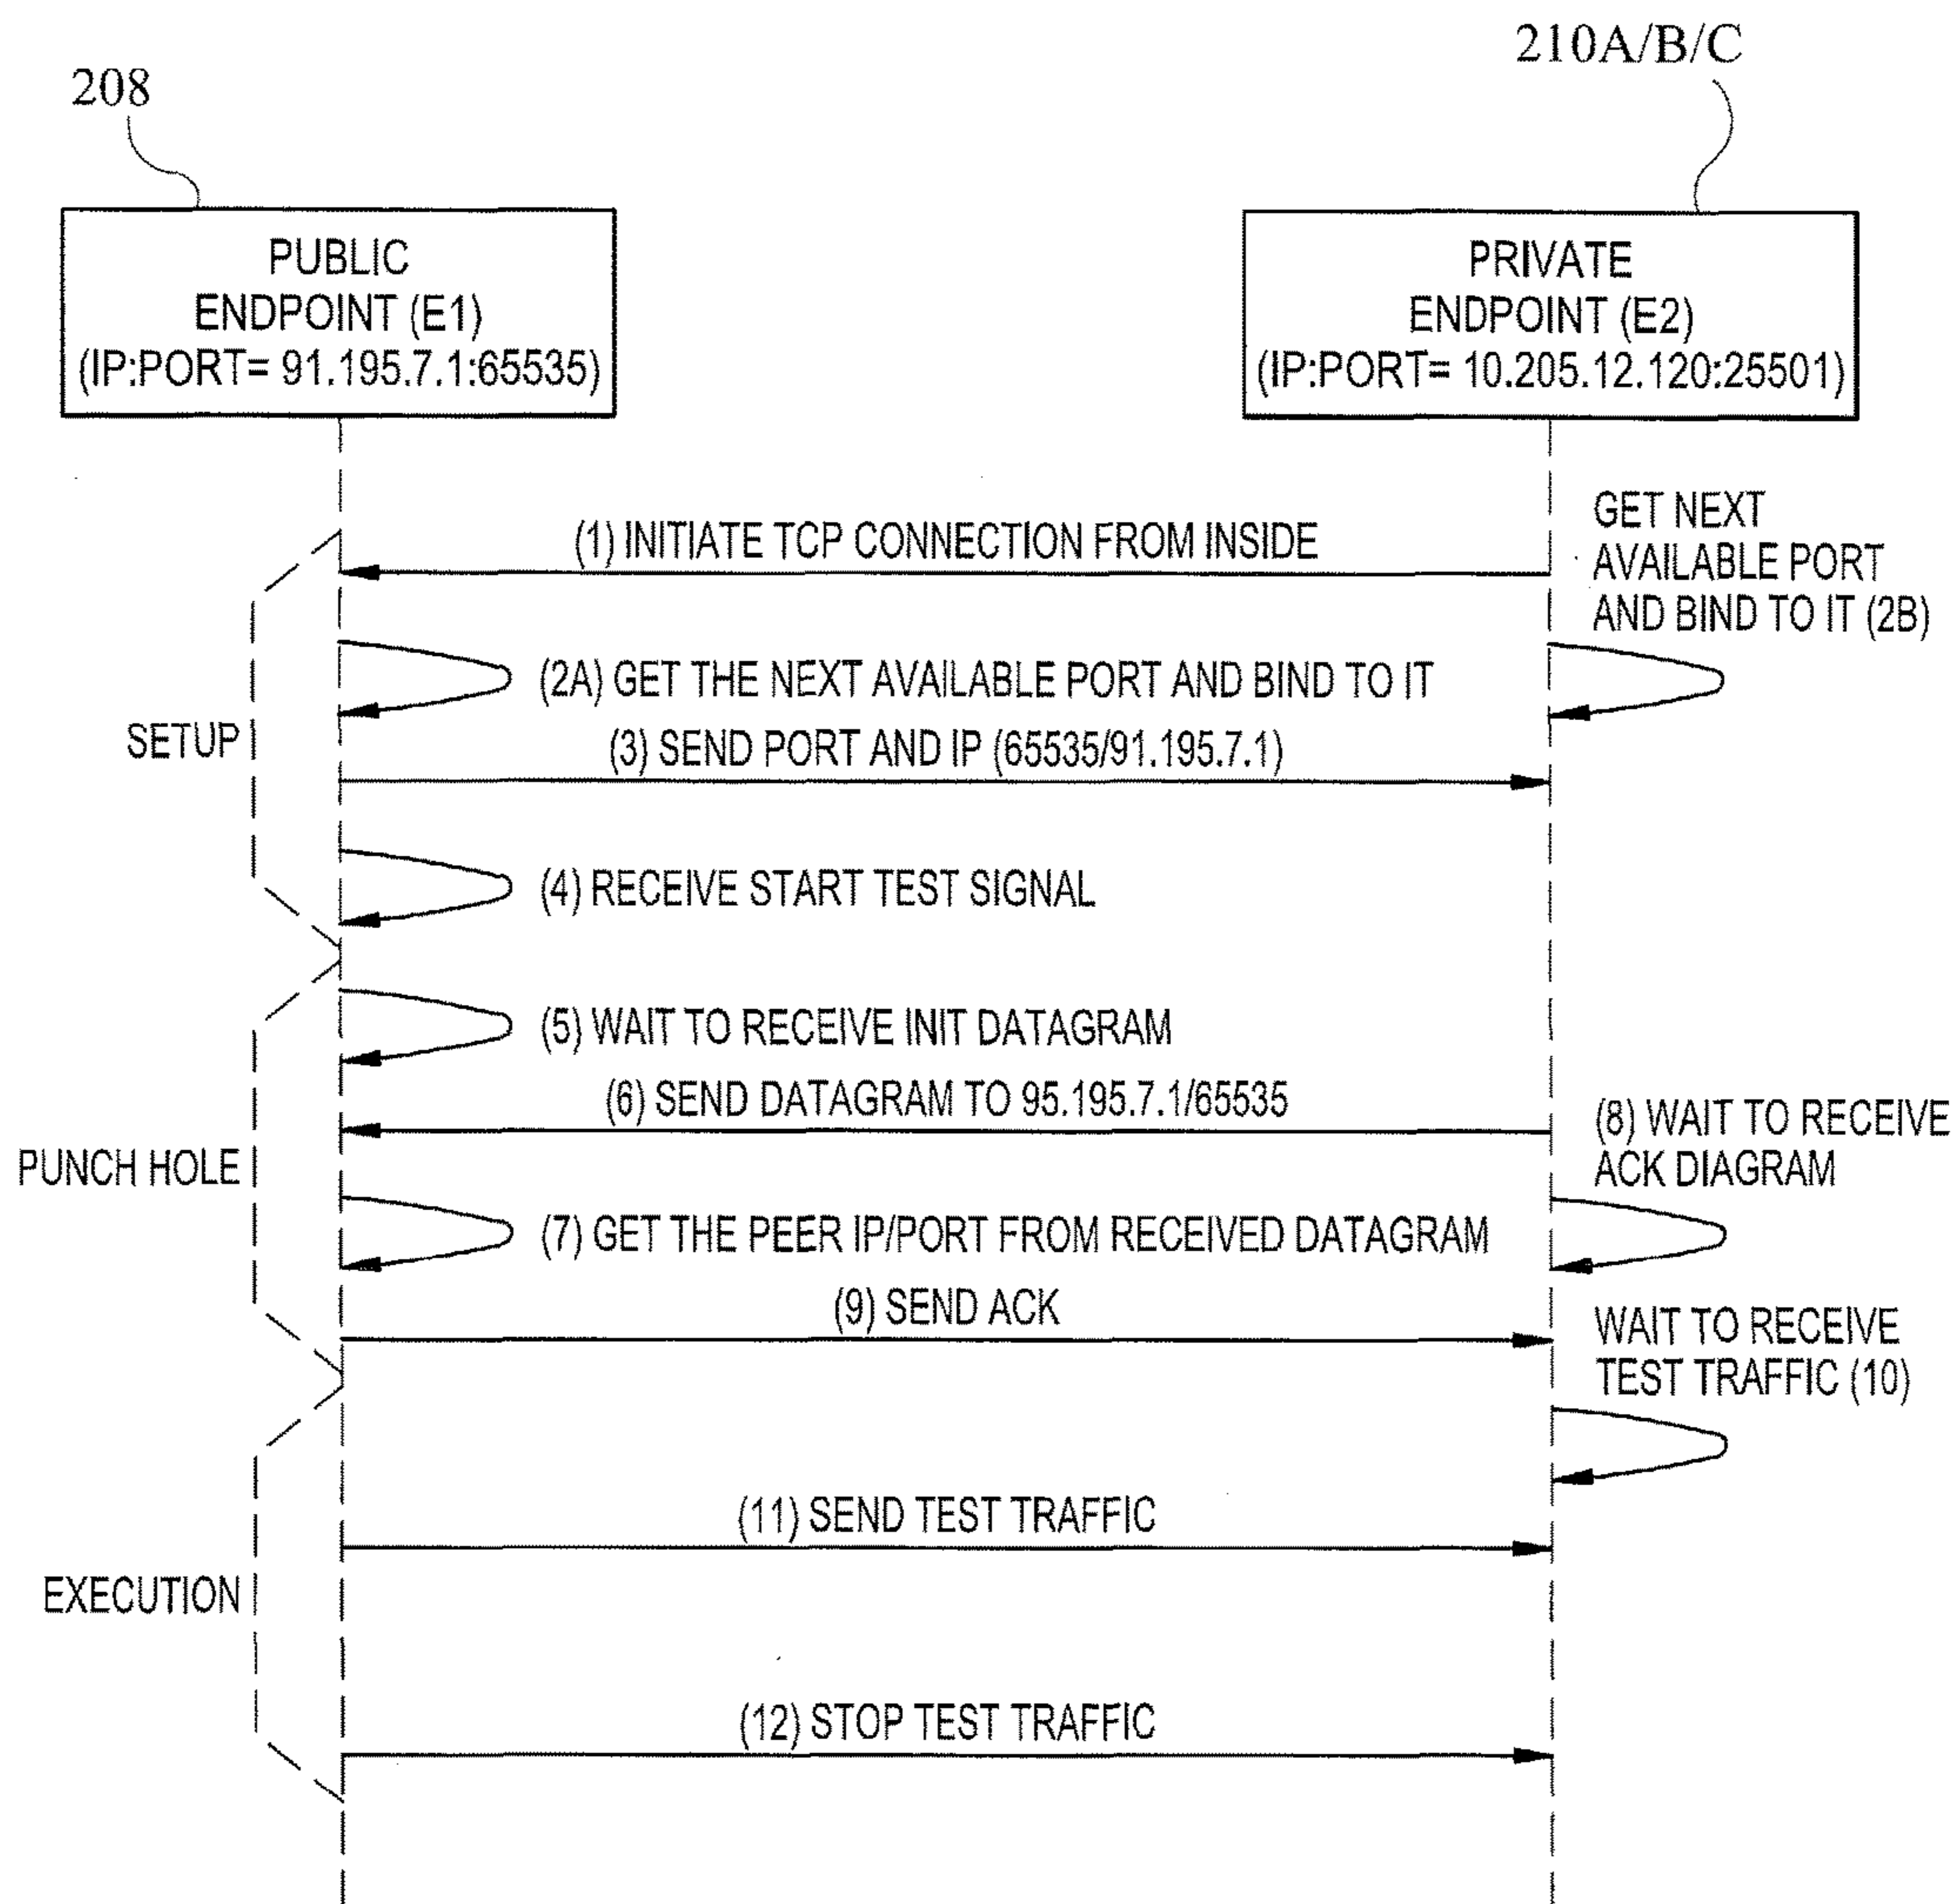 208
210A/B/C
PUBLIC
ENDPOINT (E1)
(IP:PORT= 91.195.7.1:65535)
PRIVATE
ENDPOINT (E2)
(IP:PORT= 10.205.12.120:25501)
(1) INITIATE TCP CONNECTION FROM INSIDE
GET NEXT
AVAILABLE PORT
AND BIND TO IT (2B)
(2A) GET THE NEXT AVAILABLE PORT AND BIND TO IT
SETUP
(3) SEND PORT AND IP (65535/91.195.7.1)
(4) RECEIVE START TEST SIGNAL
(5) WAIT TO RECEIVE INIT DATAGRAM
(6) SEND DATAGRAM TO 95.195.7.1/65535
(8) WAIT TO RECEIVE
ACK DIAGRAM
PUNCH HOLE
(7) GET THE PEER IP/PORT FROM RECEIVED DATAGRAM
(9) SEND ACK
WAIT TO RECEIVE
TEST TRAFFIC (10)
(11) SEND TEST TRAFFIC
EXECUTION
(12) STOP TEST TRAFFIC